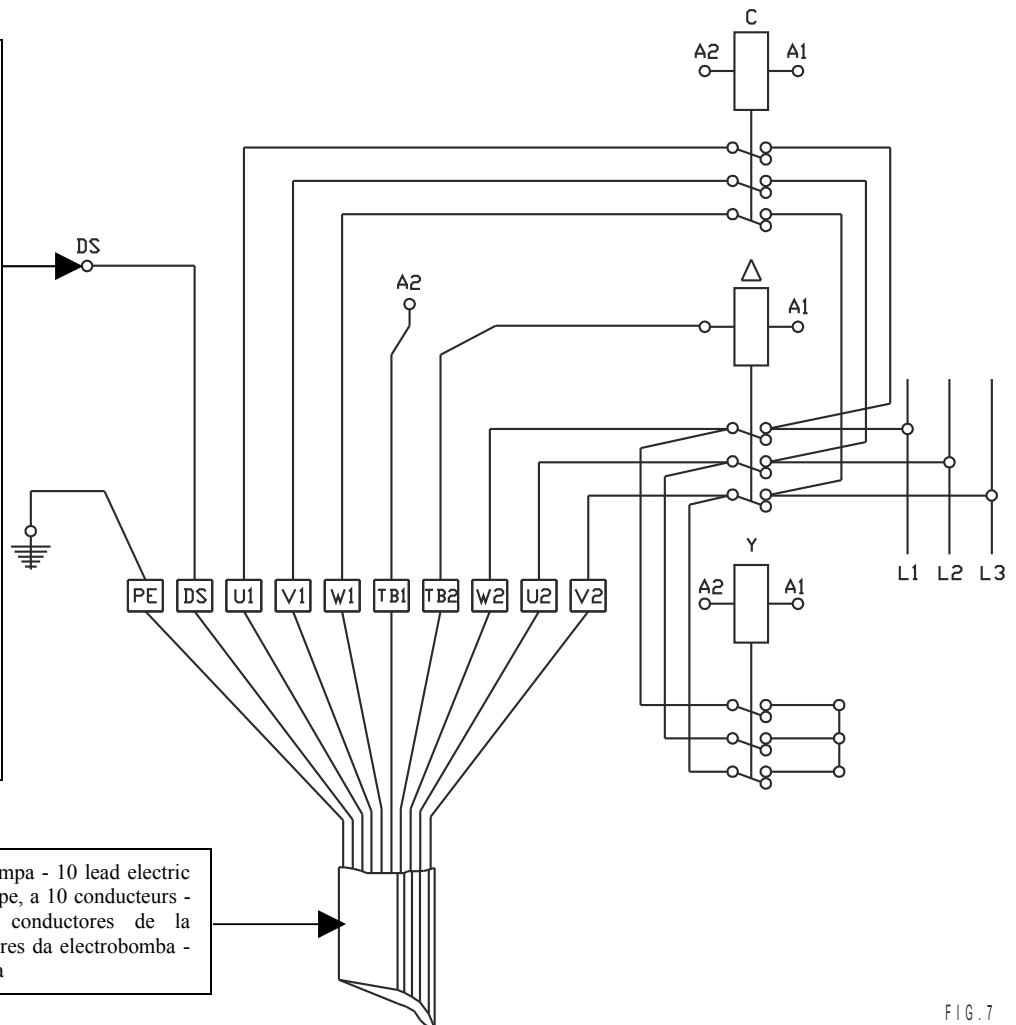 C
A2 A1
DS
A2
△
A1
L1 L2 L3
Y
A2 A1
PE DS U1 V1 W1 TB1 TB2 W2 U2 V2
mpa - 10 lead electric
pe, a 10 conducteurs -
conductores de la
res da electrobomba -
a
FIG.7